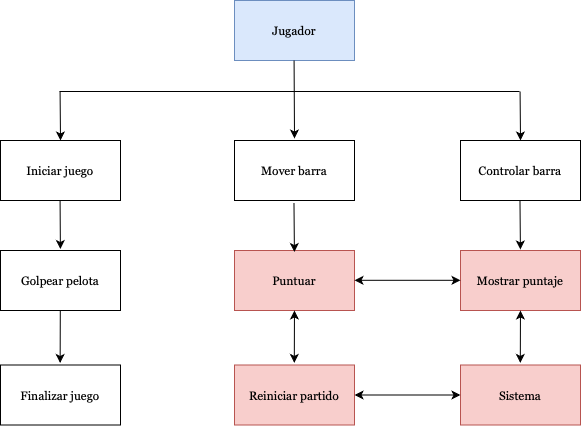 Jugador
Iniciar juego
Mover barra
Controlar barra
Golpear pelota
Puntuar
Mostrar puntaje
Finalizar juego
Reiniciar partido
Sistema